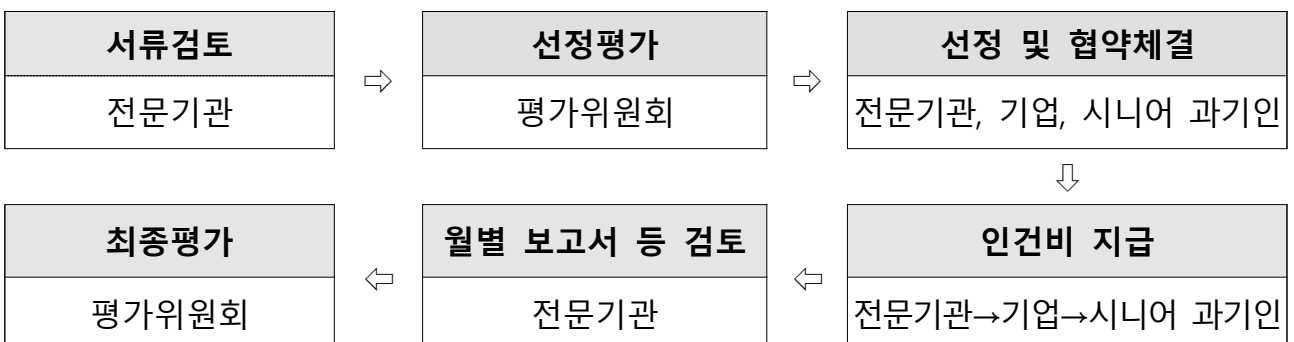 서류검토
전문기관
⇨
선정평가
평가위원회
⇨
선정 및 협약체결
전문기관, 기업, 시니어 과기인
⇩
인건비 지급
전문기관→기업→시니어 과기인
⇦
월별 보고서 등 검토
전문기관
⇦
최종평가
평가위원회